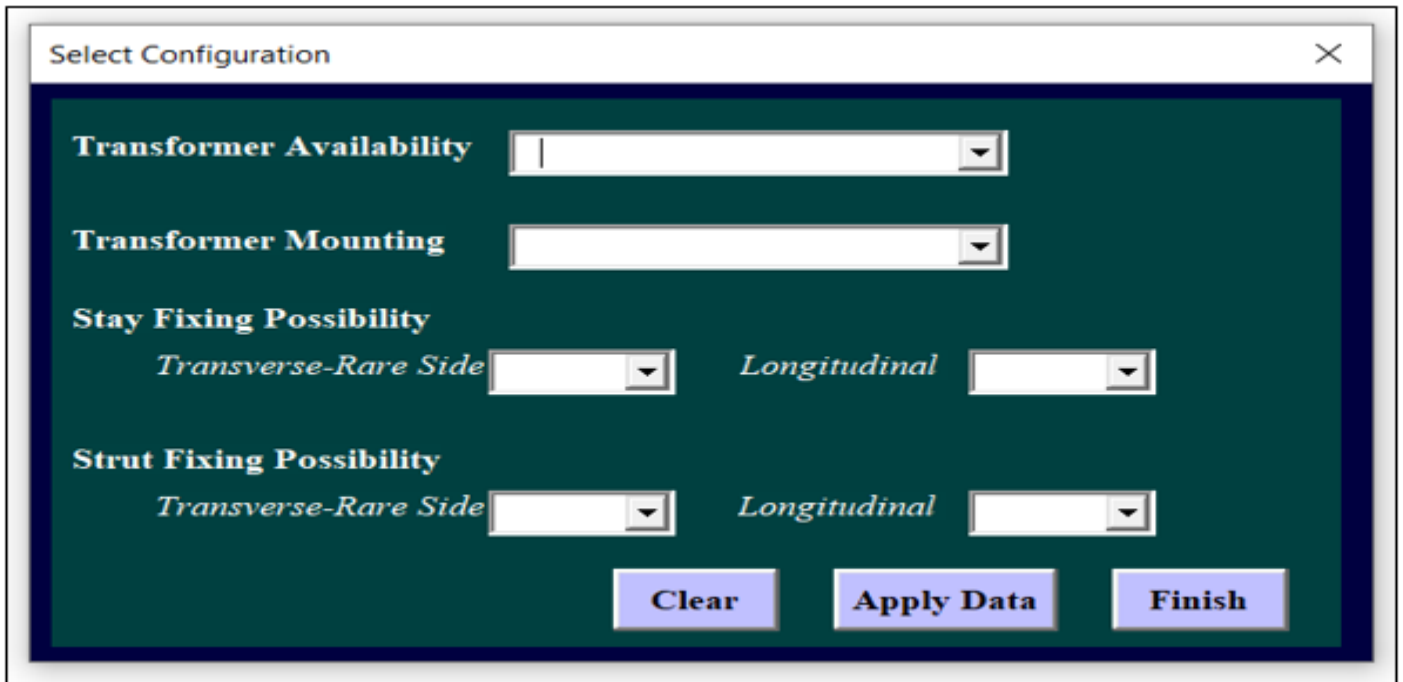 Select Configuration
Transformer Availability
Transformer Mounting
Stay Fixing Possibility
Transverse-Rare Side Longitudinal
Strut Fixing Possibility
Transverse-Rare Side Longitudinal
Clear Apply Data Finish